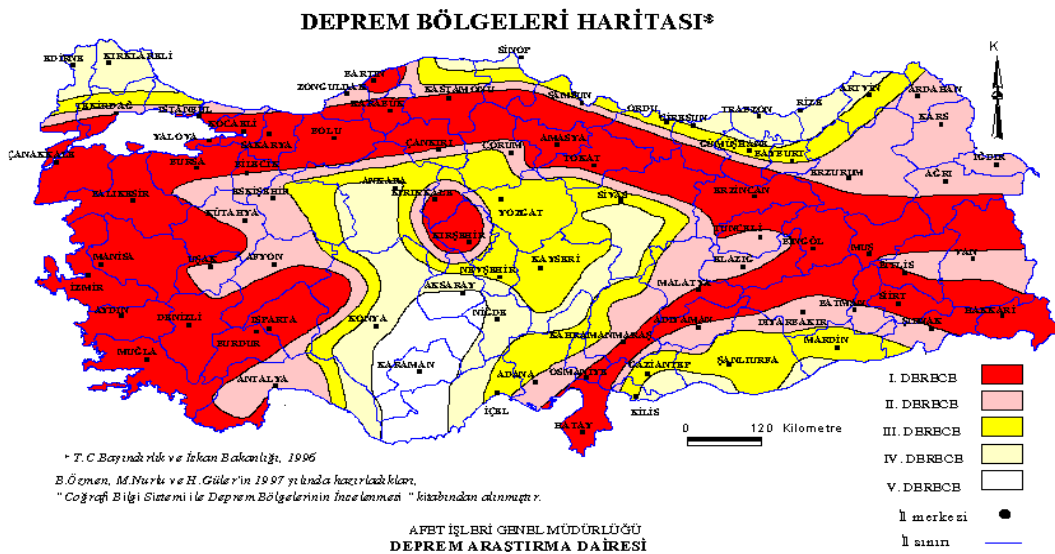 DEPREM BÖLGELERİ HARİTASI*
K
SİNOP
EDİRNE
KIRKLARELİ
BARTIN
ZONGULDAK
KARABÜK
KASTAMONU
SAMSUN
ORDU
GİRESUN
TRABZON
RİZE
ARTVİN
ARDAHAN
KARS
TEKİRDAĞ
İSTANBUL
KOCAELİ
YALOVA
SAKARYA
BOLU
ÇANKIRI
ÇORUM
AMASYA
TOKAT
GÜMÜŞHANE
BAYBURT
ERZURUM
IĞDIR
AĞRI
ÇANAKKALE
BURSA
BİLECİK
BALIKESİR
ESKİŞEHİR
KÜTAHYA
ANKARA
KIRIKKALE
YOZGAT
SİVAS
ERZİNCAN
KIRŞEHİR
TUNCELİ
BİNGÖL
MUŞ
BİTLİS
VAN
MANİSA
UŞAK
AFYON
NEVŞEHİR
KAYSERİ
ELAZIĞ
MALATYA
İZMİR
AKSARAY
AYDIN
DENİZLİ
ISPARTA
BURDUR
KONYA
NİĞDE
KAHRAMANMARAŞ
ADIYAMAN
DİYARBAKIR
BATMAN
SİİRT
ŞIRNAK
HAKKARİ
MARDİN
MUĞLA
ANTALYA
KARAMAN
ADANA
OSMANİYE
GAZİANTEP
ŞANLIURFA
İÇEL
KİLİS
HATAY
0 120 Kilometre
I. DERECE
II. DERECE
III. DERECE
IV. DERECE
V. DERECE
İl merkezi
İl sınırı
* T.C Bayındırlık ve İskan Bakanlığı, 1996
B.Özmen, M.Nurlu ve H.Güler'in 1997 yılında hazırladıkları,
" Coğrafi Bilgi Sistemi ile Deprem Bölgelerinin İncelenmesi " kitabından alınmıştır.
AFET İŞLERİ GENEL MÜDÜRLÜĞÜ
DEPREM ARAŞTIRMA DAİRESİ